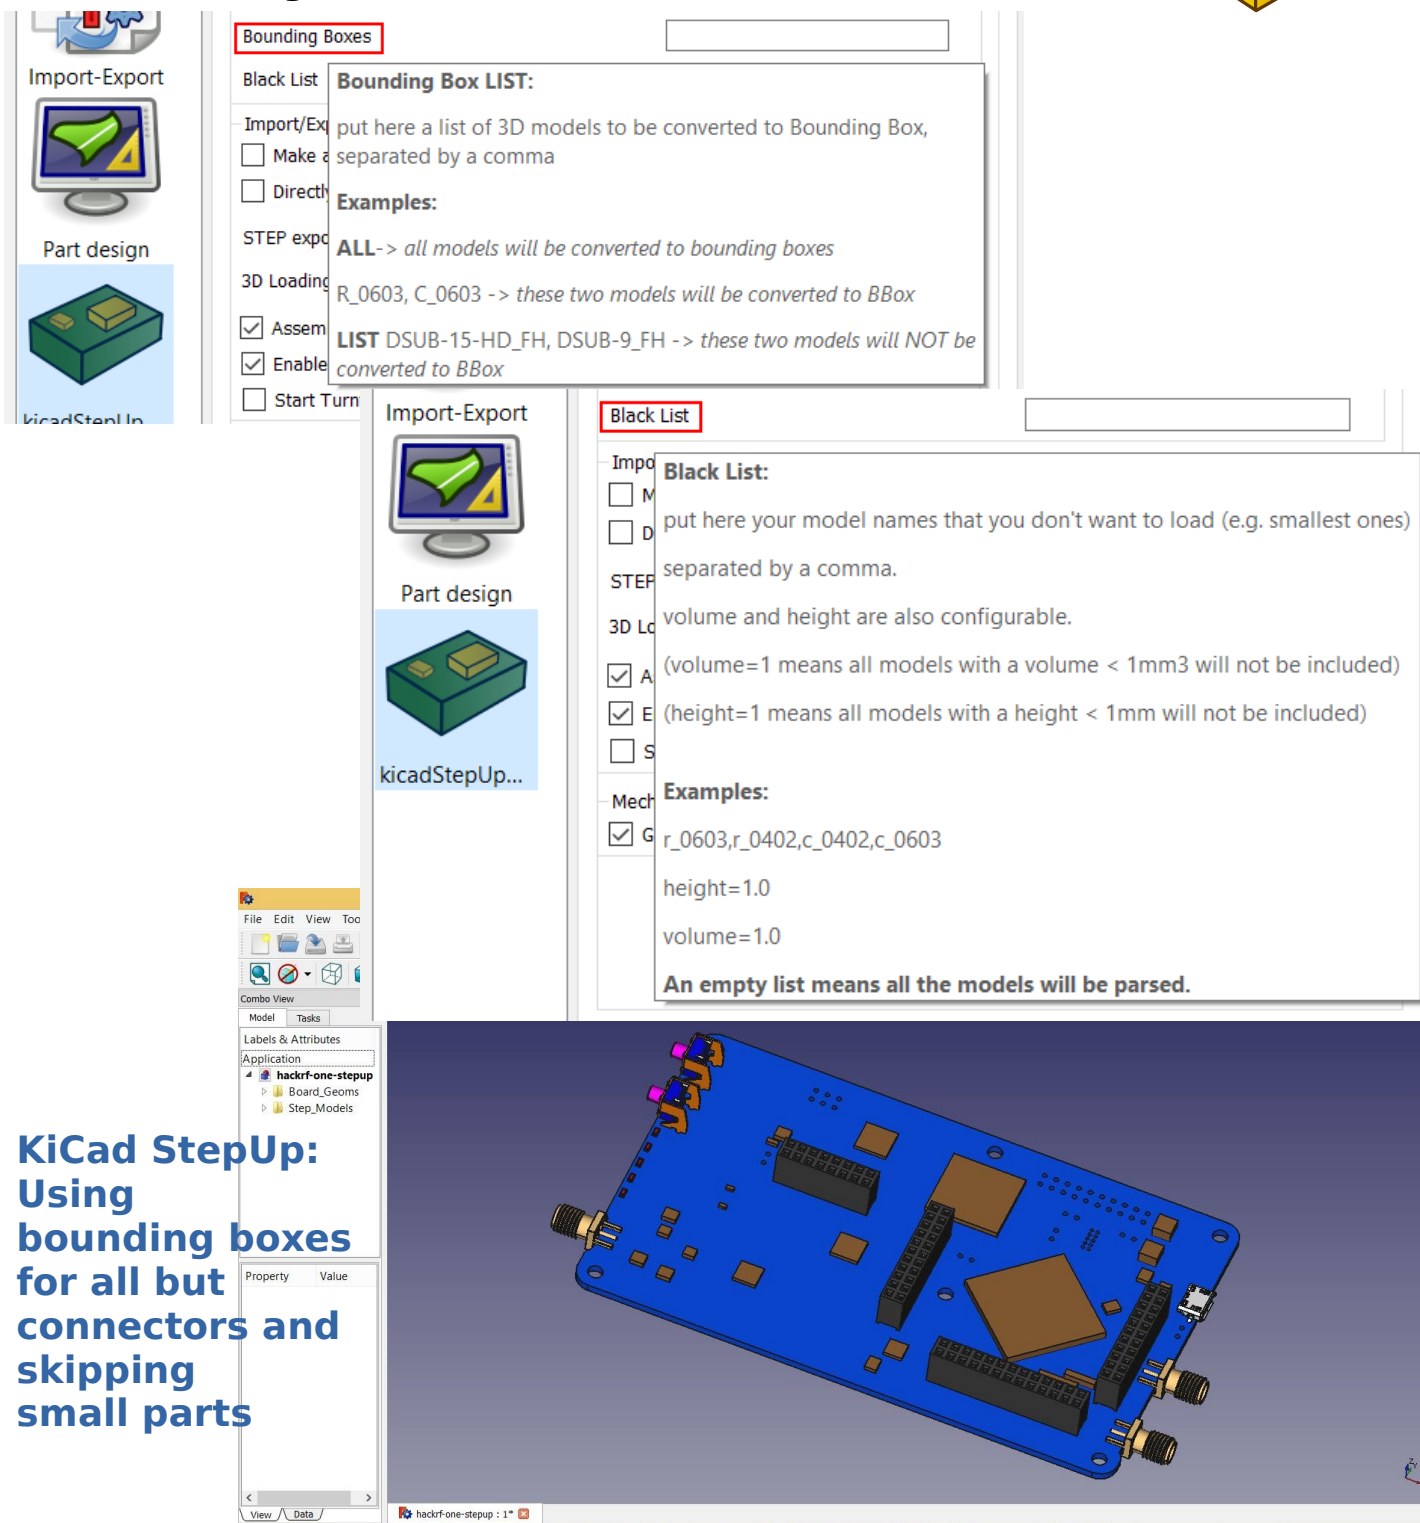 Bounding Boxes
Import-Export
Black List
Bounding Box LIST:
put here a list of 3D models to be converted to Bounding Box,
separated by a comma
Import/Exp
Make a
Directly
Examples:
Part design
STEP expo
ALL-> all models will be converted to bounding boxes
3D Loading
R_0603, C_0603 -> these two models will be converted to BBox
Assem
LIST DSUB-15-HD_FH, DSUB-9_FH -> these two models will NOT be
converted to BBox
Enable
Start Turn
kicadStepUp
Import-Export
Black List
Impo
Black List:
M
put here your model names that you don't want to load (e.g. smallest ones)
D
separated by a comma.
STEP
Part design
volume and height are also configurable.
3D Lo
(volume=1 means all models with a volume < 1mm3 will not be included)
A
(height=1 means all models with a height < 1mm will not be included)
E
S
kicadStepUp...
Mech
Examples:
G
r_0603,r_0402,c_0402,c_0603
height=1.0
volume=1.0
An empty list means all the models will be parsed.
File Edit View Too
Combo View
Model Tasks
Labels & Attributes
Application
hackrf-one-stepup
Board_Geoms
Step_Models
KiCad StepUp:
Using
bounding boxes
for all but
connectors and
skipping
small parts
Property Value
View Data
hackrf-one-stepup : 1*